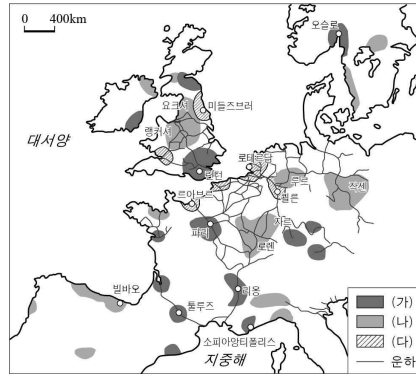 0 400km
오슬로
요크셔
미들즈브러
랭커셔
대서양
로테르담
런던
루르
작센
쾰른
르아브르
자르
파리
로렌
빌바오
리옹
툴루즈
소피아앙티폴리스
지중해
(가)
(나)
(다)
운하